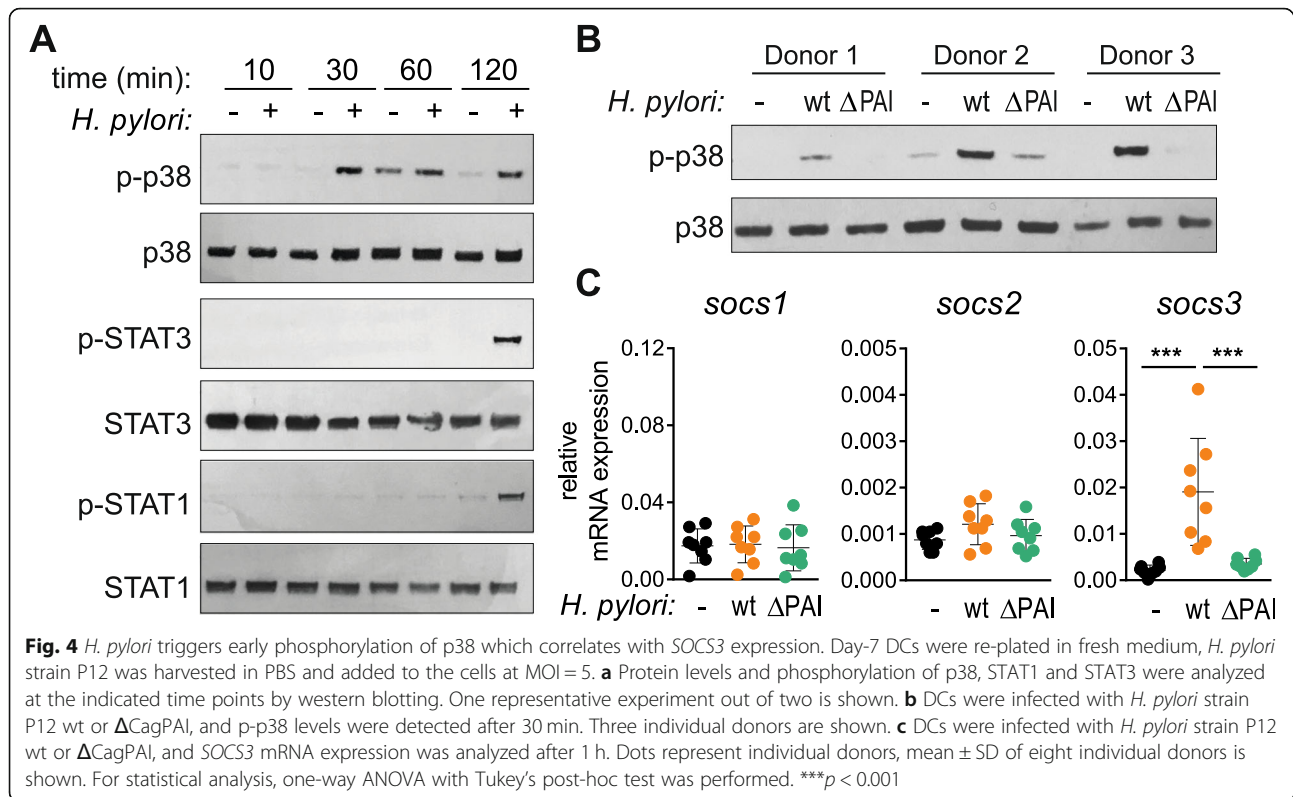 A
time (min): 10 30 60 120
H. pylori: - + - + - + - +
p-p38
p38
p-STAT3
STAT3
p-STAT1
STAT1
B
Donor 1 Donor 2 Donor 3
H. pylori: - wt ΔPAI - wt ΔPAI - wt ΔPAI
p-p38
p38
C
socs1 socs2 socs3
relative
mRNA expression
0.12
0.08
0.04
0.00
0.005
0.004
0.003
0.002
0.001
0.000
0.05
0.04
0.03
0.02
0.01
0.00
*** ***
H. pylori: - wt ΔPAI - wt ΔPAI - wt ΔPAI
Fig. 4 H. pylori triggers early phosphorylation of p38 which correlates with SOCS3 expression. Day-7 DCs were re-plated in fresh medium, H. pylori
strain P12 was harvested in PBS and added to the cells at MOI = 5. a Protein levels and phosphorylation of p38, STAT1 and STAT3 were analyzed
at the indicated time points by western blotting. One representative experiment out of two is shown. b DCs were infected with H. pylori strain
P12 wt or ΔCagPAI, and p-p38 levels were detected after 30 min. Three individual donors are shown. c DCs were infected with H. pylori strain P12
wt or ΔCagPAI, and SOCS3 mRNA expression was analyzed after 1 h. Dots represent individual donors, mean ± SD of eight individual donors is
shown. For statistical analysis, one-way ANOVA with Tukey's post-hoc test was performed. ***p < 0.001